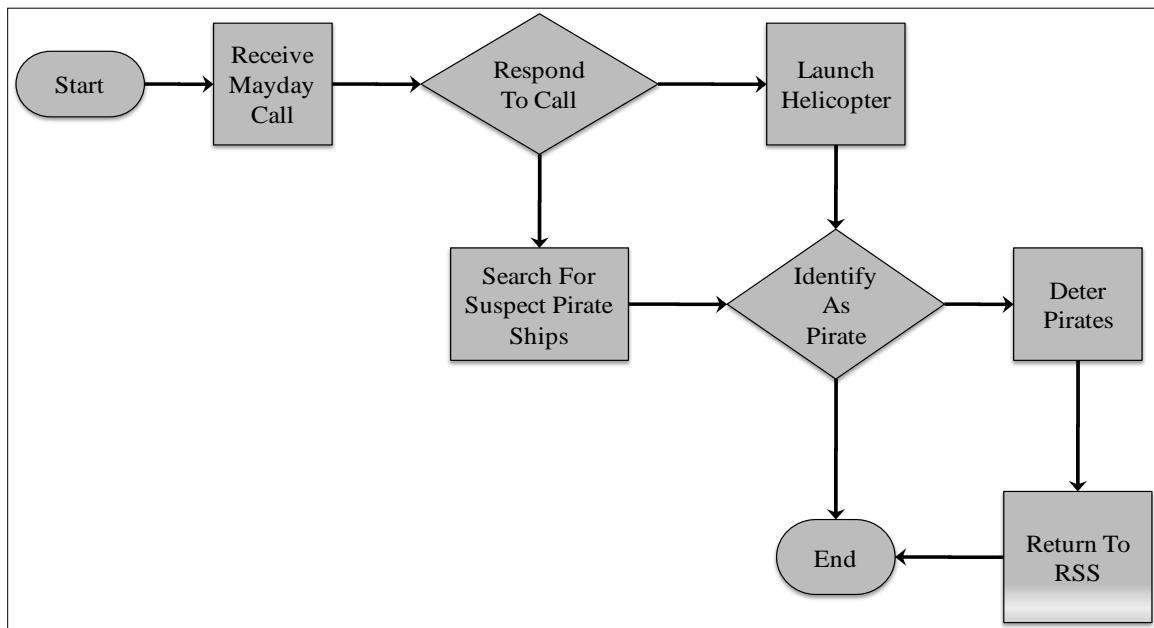 Start
Receive
Mayday
Call
Respond
To Call
Launch
Helicopter
Search For
Suspect Pirate
Ships
Identify
As
Pirate
Deter
Pirates
End
Return To
RSS